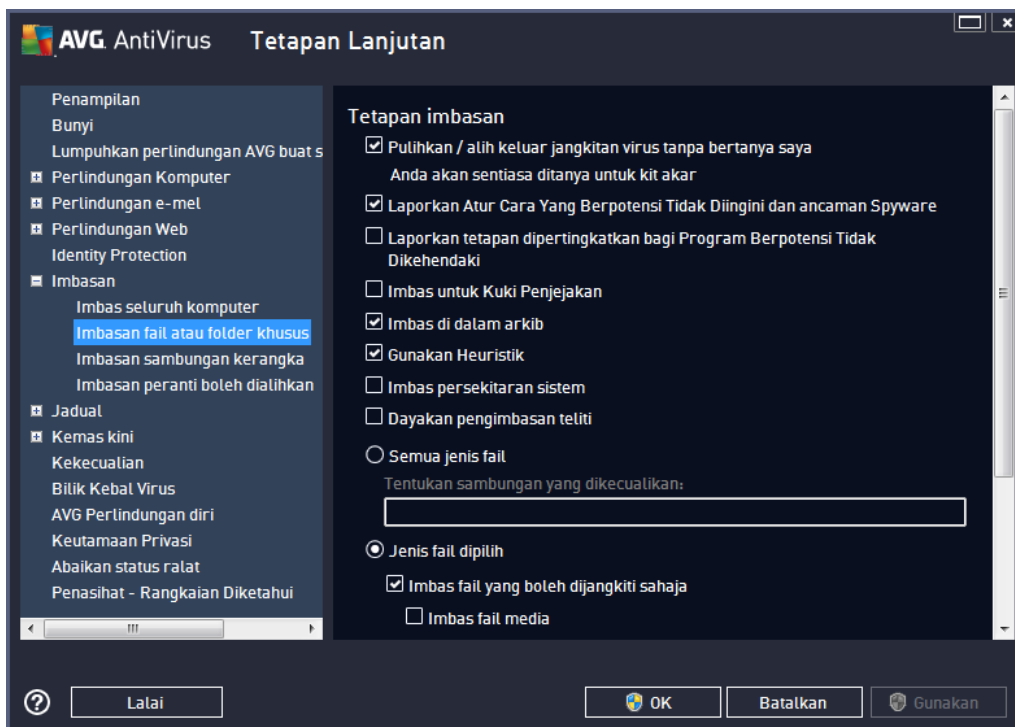 AVG. AntiVirus Tetapan Lanjutan
Penampilan
Bunyi
Lumpuhkan perlindungan AVG buat s
Perlindungan Komputer
Perlindungan e-mel
Perlindungan Web
Identity Protection
Imbasan
Imbas seluruh komputer
Imbasan fail atau folder khusus
Imbasan sambungan kerangka
Imbasan peranti boleh dialihkan
Jadual
Kemas kini
Kekecualian
Bilik Kebal Virus
AVG Perlindungan diri
Keutamaan Privasi
Abaikan status ralat
Penasihat - Rangkaian Diketahui
Tetapan imbasan
Pulihkan / alih keluar jangkitan virus tanpa bertanya saya
Anda akan sentiasa ditanya untuk kit akar
Laporkan Atur Cara Yang Berpotensi Tidak Diingini dan ancaman Spyware
Laporkan tetapan dipertingkatkan bagi Program Berpotensi Tidak
Dikehendaki
Imbas untuk Kuki Penjejakan
Imbas di dalam arkib
Gunakan Heuristik
Imbas persekitaran sistem
Dayakan pengimbasan teliti
Semua jenis fail
Tentukan sambungan yang dikecualikan:
Jenis fail dipilih
Imbas fail yang boleh dijangkiti sahaja
Imbas fail media
Lalai
OK
Batalkan
Gunakan